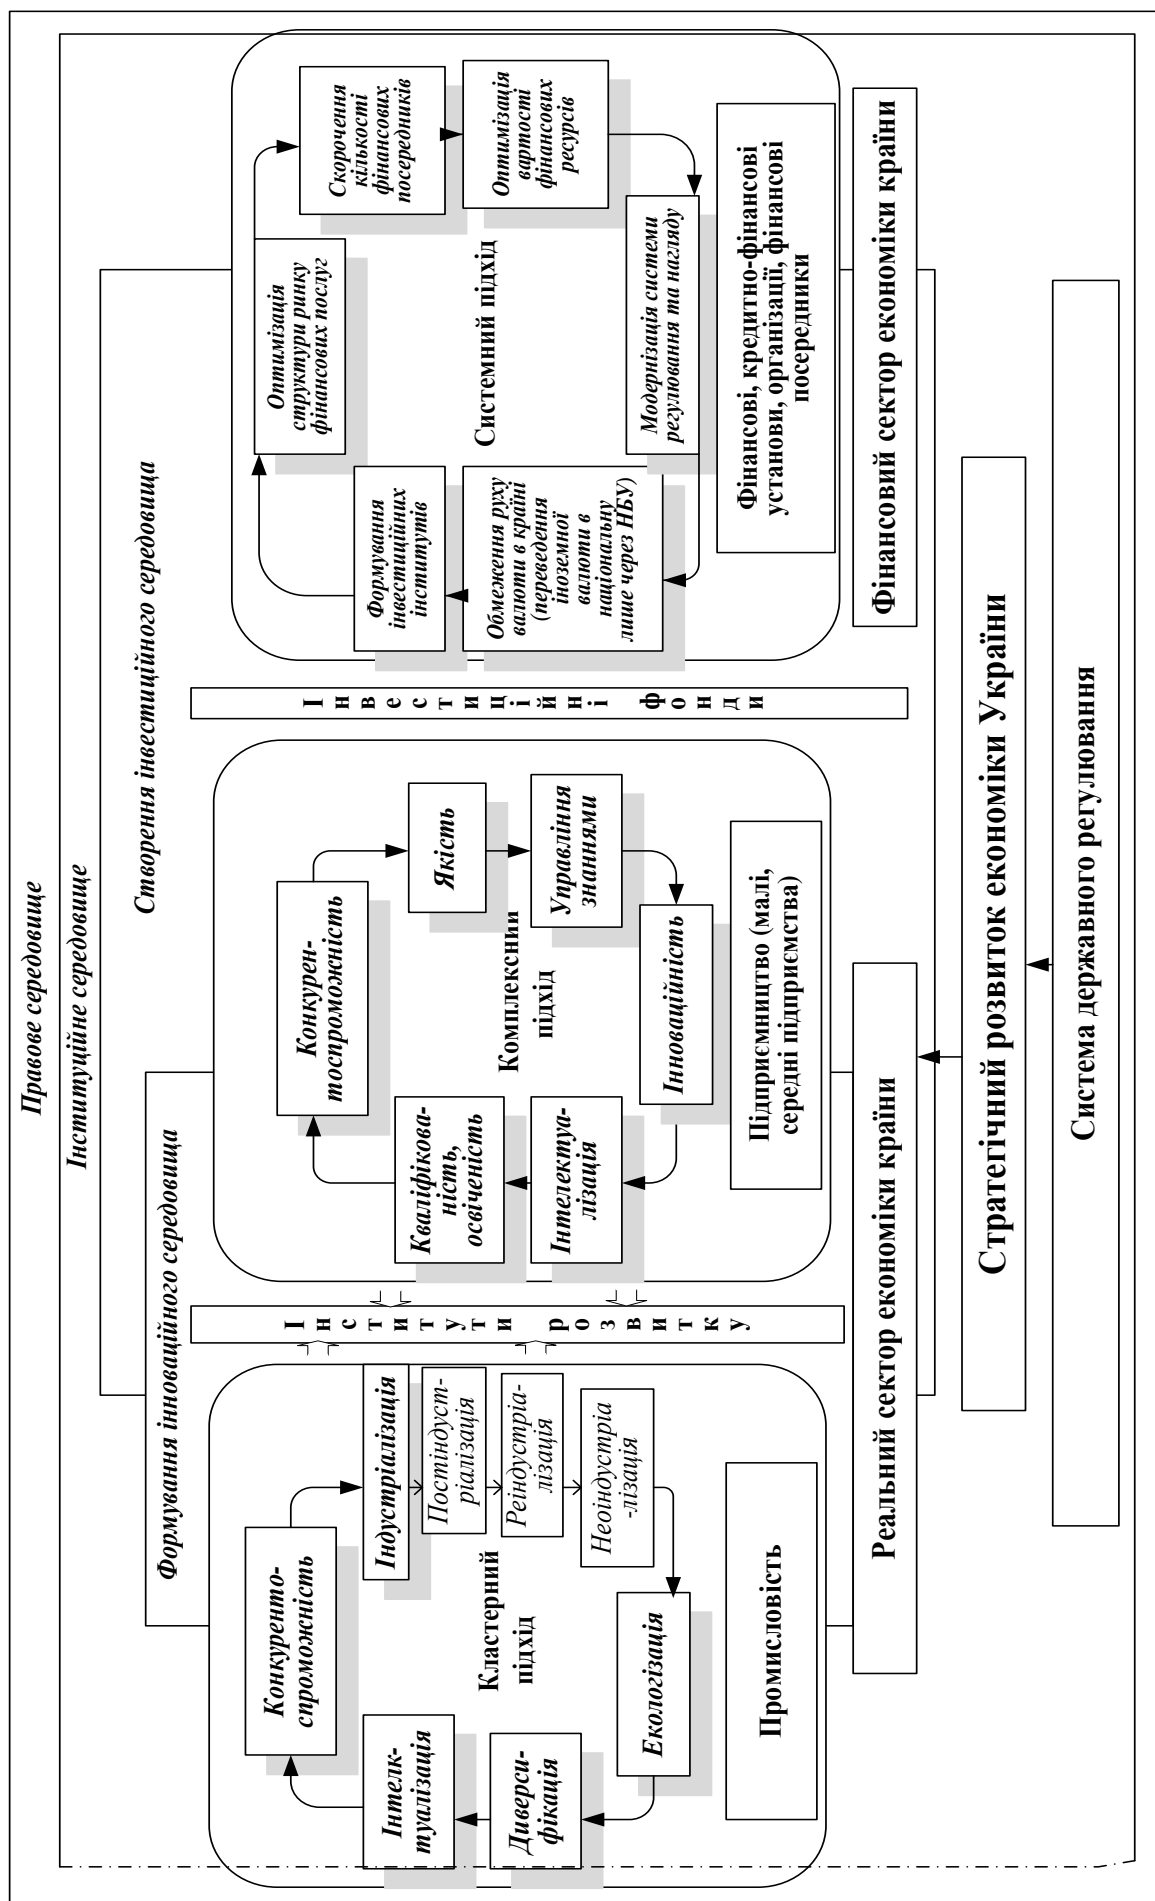 Правове середовище
Інституційне середовище
Створення інвестиційного середовища
Формування інноваційного середовища
Конкуренто-
спроможність
Індустріалізація
Постіндуст-
ріалізація
Реіндустріа-
лізація
Неоіндустріа
-лізація
Екологізація
Диверси-
фікація
Інтелк-
туалізація
Кластерний
підхід
Промисловість
Інститути розвитку
Конкурен-
тоспроможність
Якість
Управління
знаннями
Інноваційність
Інтелектуа-
лізація
Кваліфікова-
ність,
освіченість
Комплексний
підхід
Підприємництво (малі,
середні підприємства)
Інвестиційні фонди
Оптимізація
структури ринку
фінансових послуг
Скорочення
кількості
фінансових
посередників
Оптимізація
вартості
фінансових
ресурсів
Модернізація системи
регулювання та нагляду
Обмеження руху
валюти в країні
(переведення
іноземної
валюти в
національну
лише через НБУ)
Формування
інвестиційних
інститутів
Системний підхід
Фінансові, кредитно-фінансові
установи, організації, фінансові
посередники
Реальний сектор економіки країни
Фінансовий сектор економіки країни
Стратегічний розвиток економіки України
Система державного регулювання